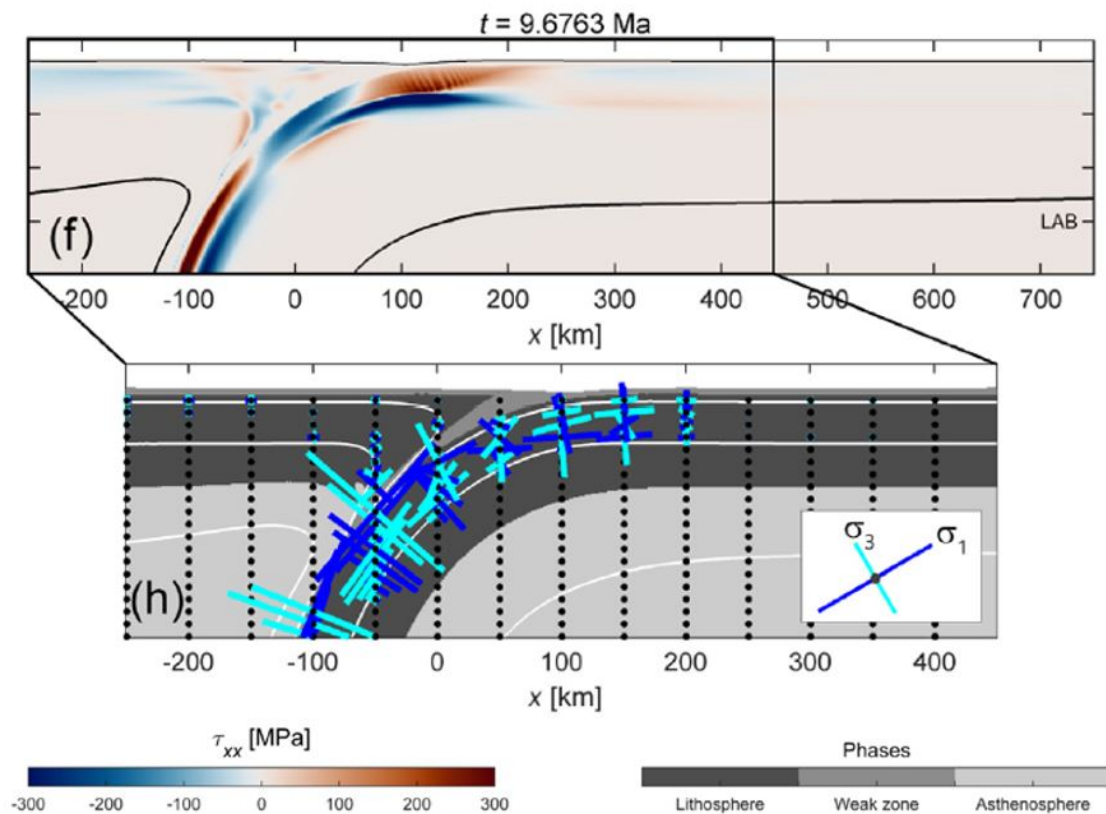 t = 9.6763 Ma
(f)
LAB
-200 -100 0 100 200 300 400 500 600 700
x [km]
(h)
σ3 σ1
-200 -100 0 100 200 300 400
x [km]
τxx [MPa]
-300 -200 -100 0 100 200 300
Phases
Lithosphere Weak zone Asthenosphere